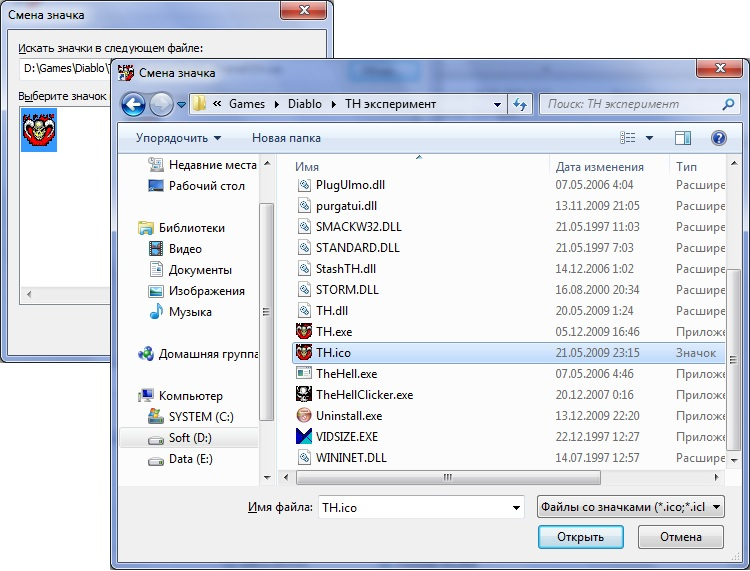 Смена значка
Искать значки в следующем файле:
D:\Games\Diablo\
Выберите значок
Смена значка
« Games Diablo TH эксперимент
Поиск: TH эксперимент
Упорядочить Новая папка
Имя Дата изменения Тип
Недавние места
Рабочий стол
Библиотеки
Видео
Документы
Изображения
Музыка
Домашняя группа
Компьютер
SYSTEM (C:)
Soft (D:)
Data (E:)
PlugUlmo.dll 07.05.2006 4:04 Расшире
purgatui.dll 13.11.2009 21:05 Расшире
SMACKW32.DLL 21.05.1997 11:03 Расшире
STANDARD.DLL 21.05.1997 7:03 Расшире
StashTH.dll 14.12.2006 1:02 Расшире
STORM.DLL 16.08.2000 20:34 Расшире
TH.dll 20.05.2009 1:24 Расшире
TH.exe 05.12.2009 16:46 Приложе
TH.ico 21.05.2009 23:15 Значок
TheHell.exe 07.05.2006 4:46 Приложе
TheHellClicker.exe 20.12.2007 0:16 Приложе
Uninstall.exe 13.12.2009 22:20 Приложе
VIDSIZE.EXE 22.12.1997 12:27 Приложе
WININET.DLL 14.07.1997 12:57 Расшире
Имя файла: TH.ico Файлы со значками (*.ico;*.icl
Открыть Отмена